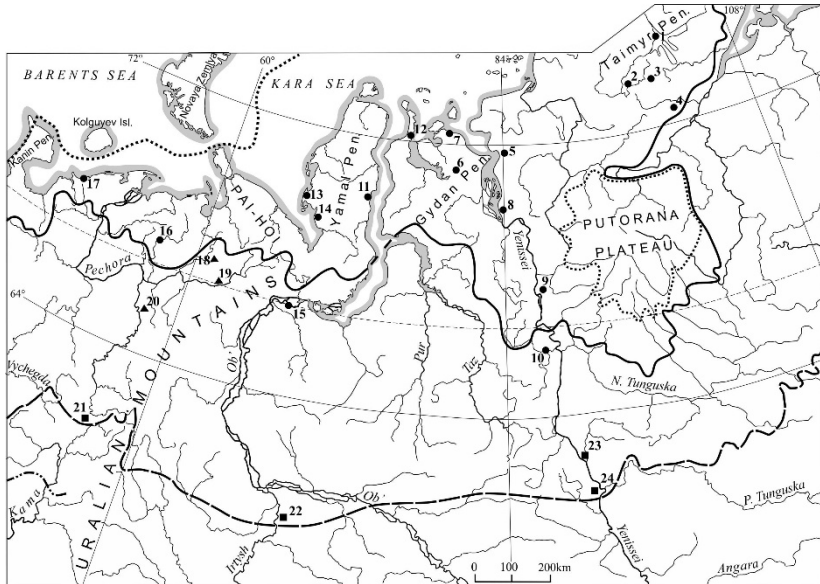 108°
Taimyr Pen.
1
72°
60°
84°
BARENTS SEA
Novaya Zemlya
KARA SEA
2
3
4
Kolguyev Isl.
Kanin Pen.
12
7
5
17
PAI-HOI
13
Yamal Pen.
11
6
Gydan Pen.
14
8
PUTORANA
PLATEAU
16
Yenissei
Pechora
18
19
9
64°
20
15
10
URALIAN MOUNTAINS
Ob'
Pur
Taz
N. Tunguska
Vychegda
21
23
24
Kama
22
Ob'
P. Tunguska
Irtysh
Yenissei
Angara
0 100 200km